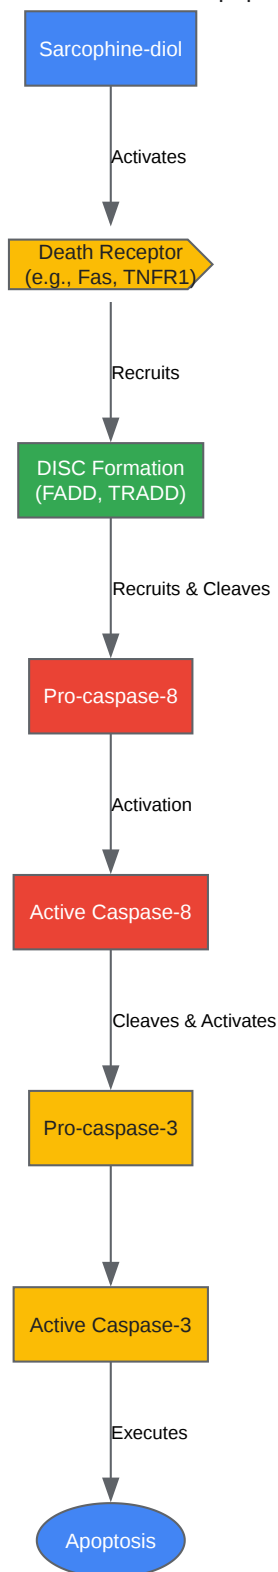 Sarcophine-diol
Activates
Death Receptor
(e.g., Fas, TNFR1)
Recruits
DISC Formation
(FADD, TRADD)
Recruits & Cleaves
Pro-caspase-8
Activation
Active Caspase-8
Cleaves & Activates
Pro-caspase-3
Active Caspase-3
Executes
Apoptosis